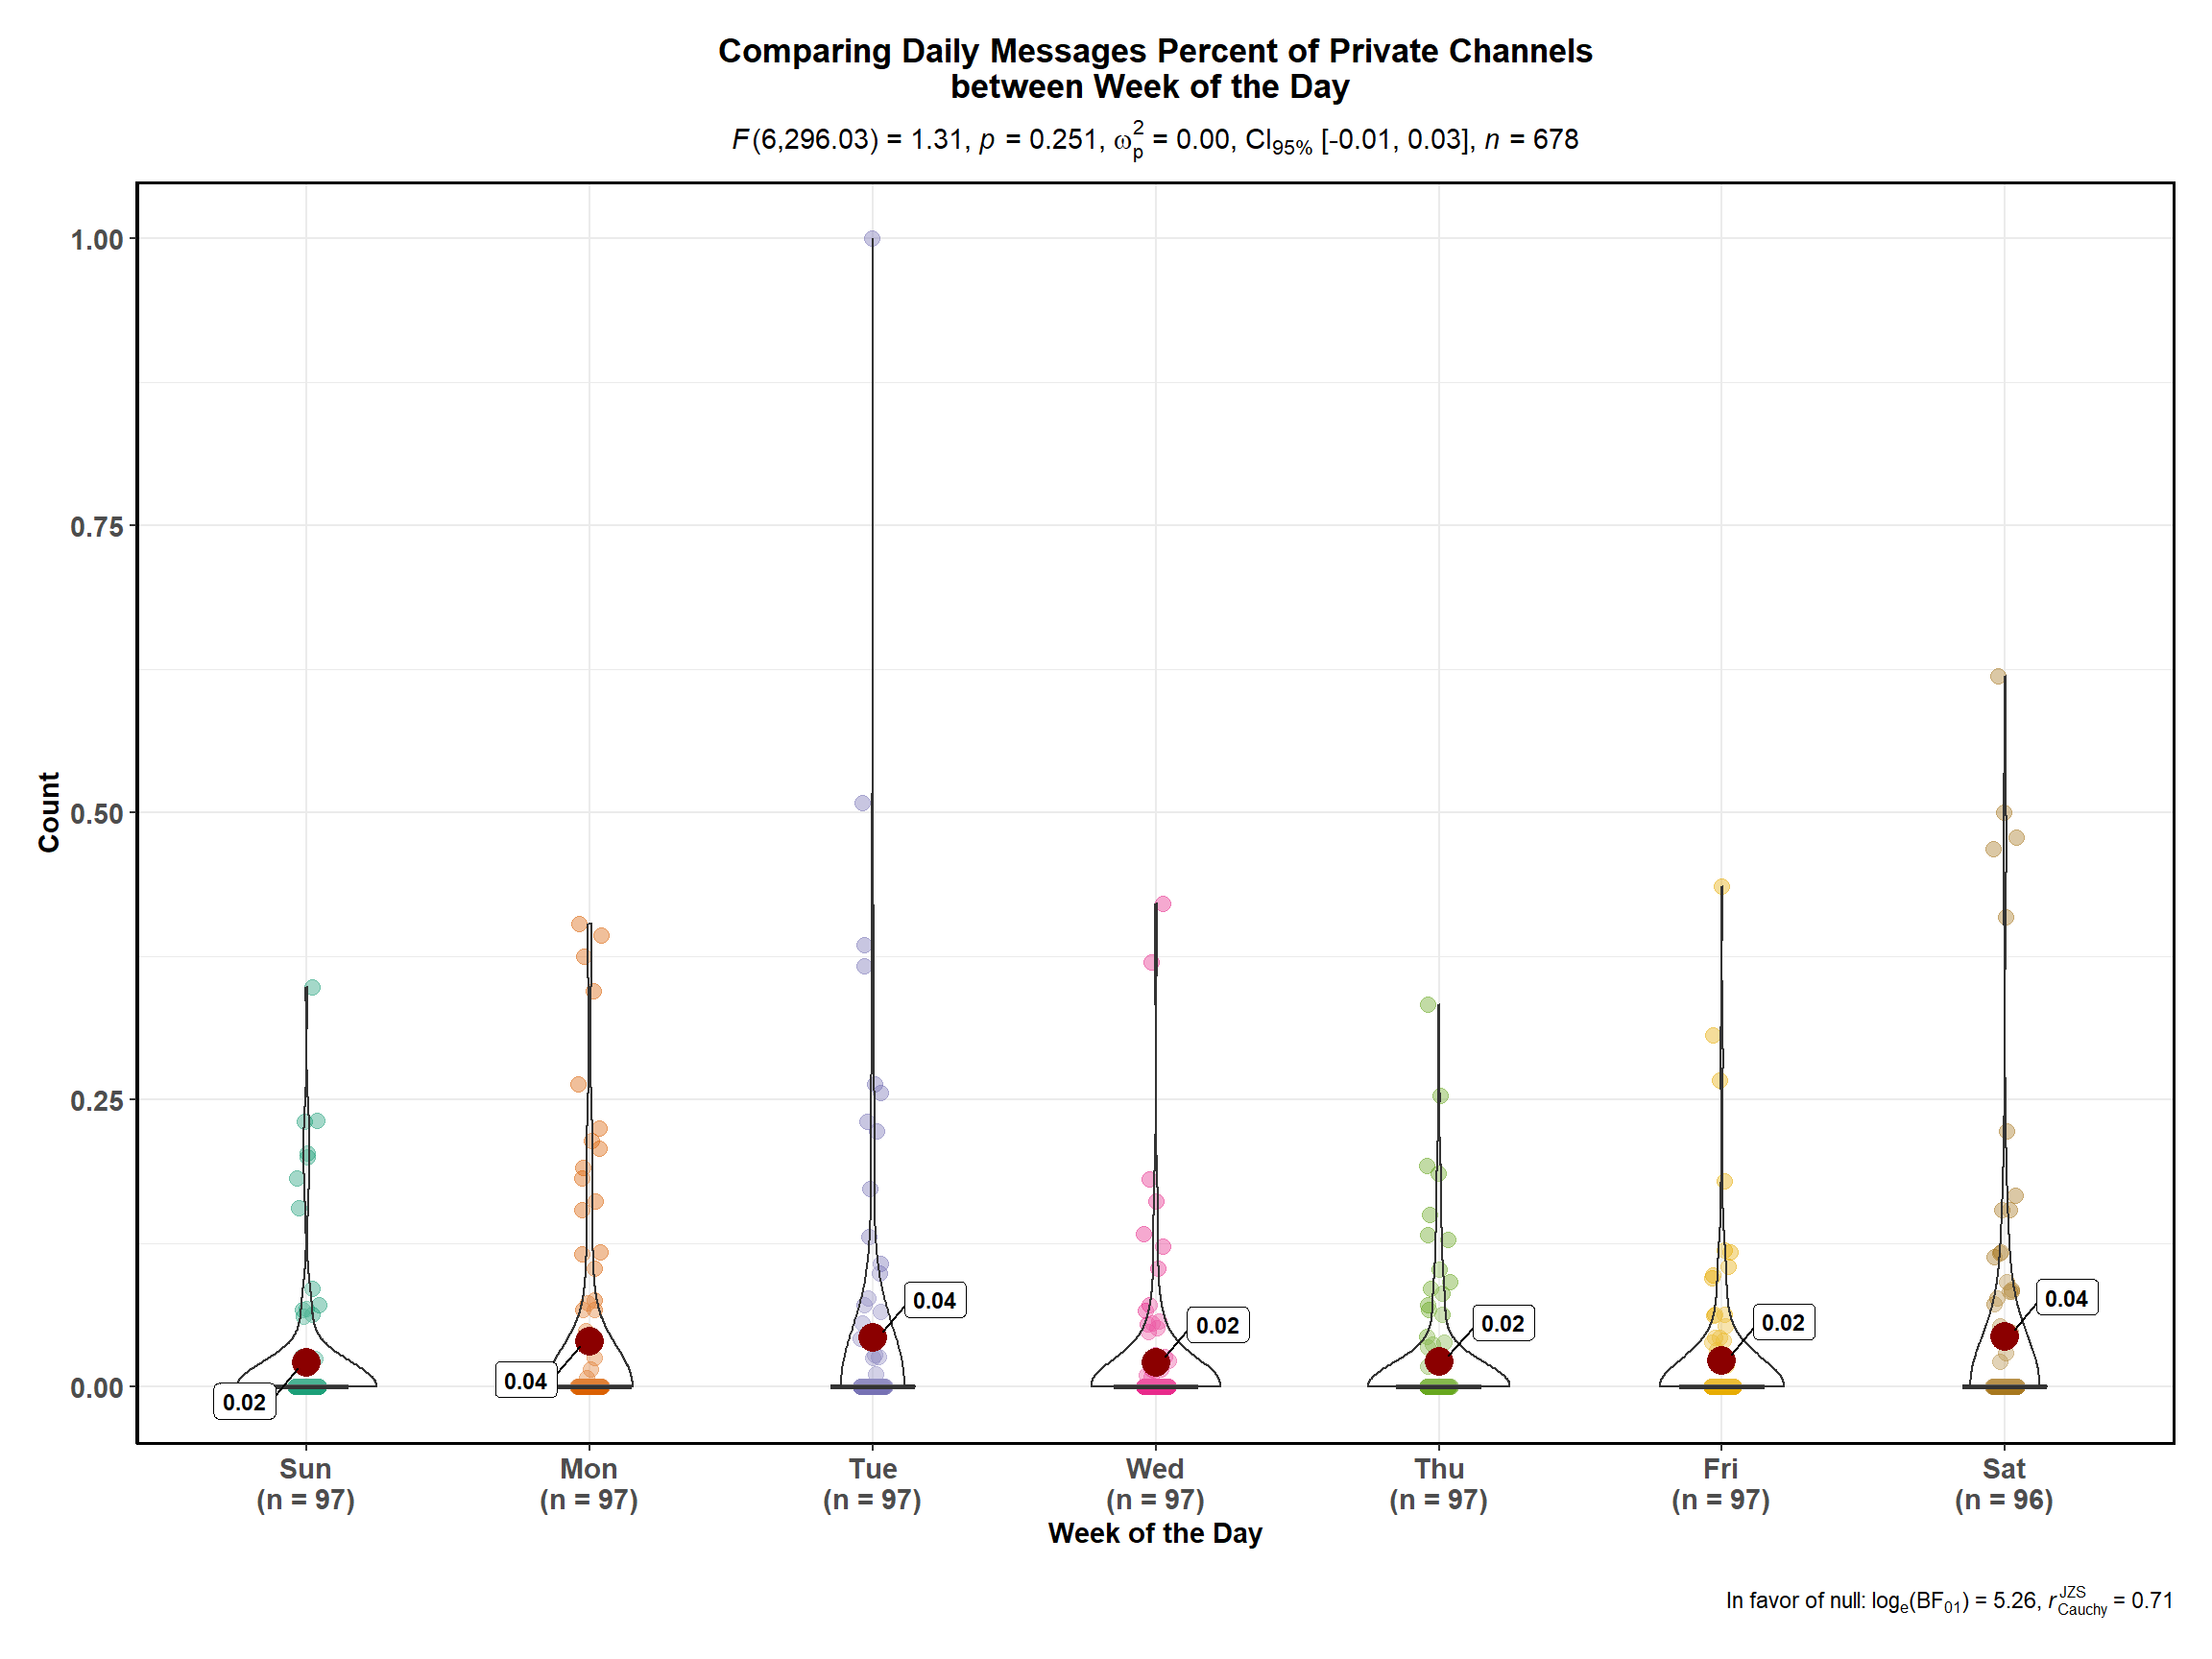 Comparing Daily Messages Percent of Private Channels
between Week of the Day
F(6,296.03) = 1.31, p = 0.251, ω²ₚ = 0.00, CI₉₅% [-0.01, 0.03], n = 678
Count
1.00
0.75
0.50
0.25
0.00
0.02
0.04
0.04
0.02
0.02
0.02
0.04
Sun
(n = 97)
Mon
(n = 97)
Tue
(n = 97)
Wed
(n = 97)
Thu
(n = 97)
Fri
(n = 97)
Sat
(n = 96)
Week of the Day
In favor of null: logₑ(BF₀₁) = 5.26, r JZS Cauchy = 0.71